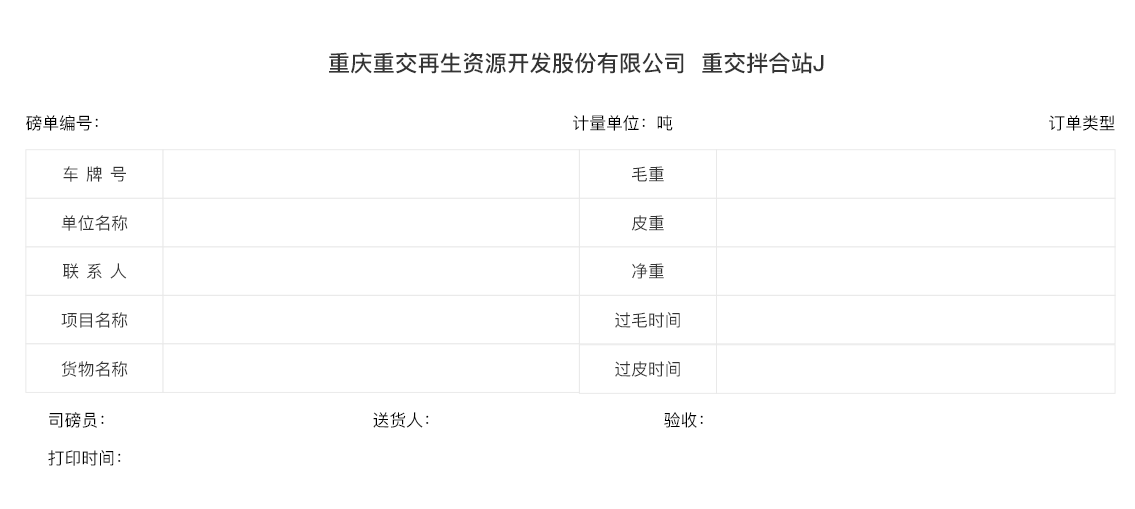 重庆重交再生资源开发股份有限公司 重交拌合站J
磅单编号： 计量单位：吨 订单类型
车 牌 号 毛重
单位名称 皮重
联 系 人 净重
项目名称 过毛时间
货物名称 过皮时间
司磅员： 送货人： 验收：
打印时间：